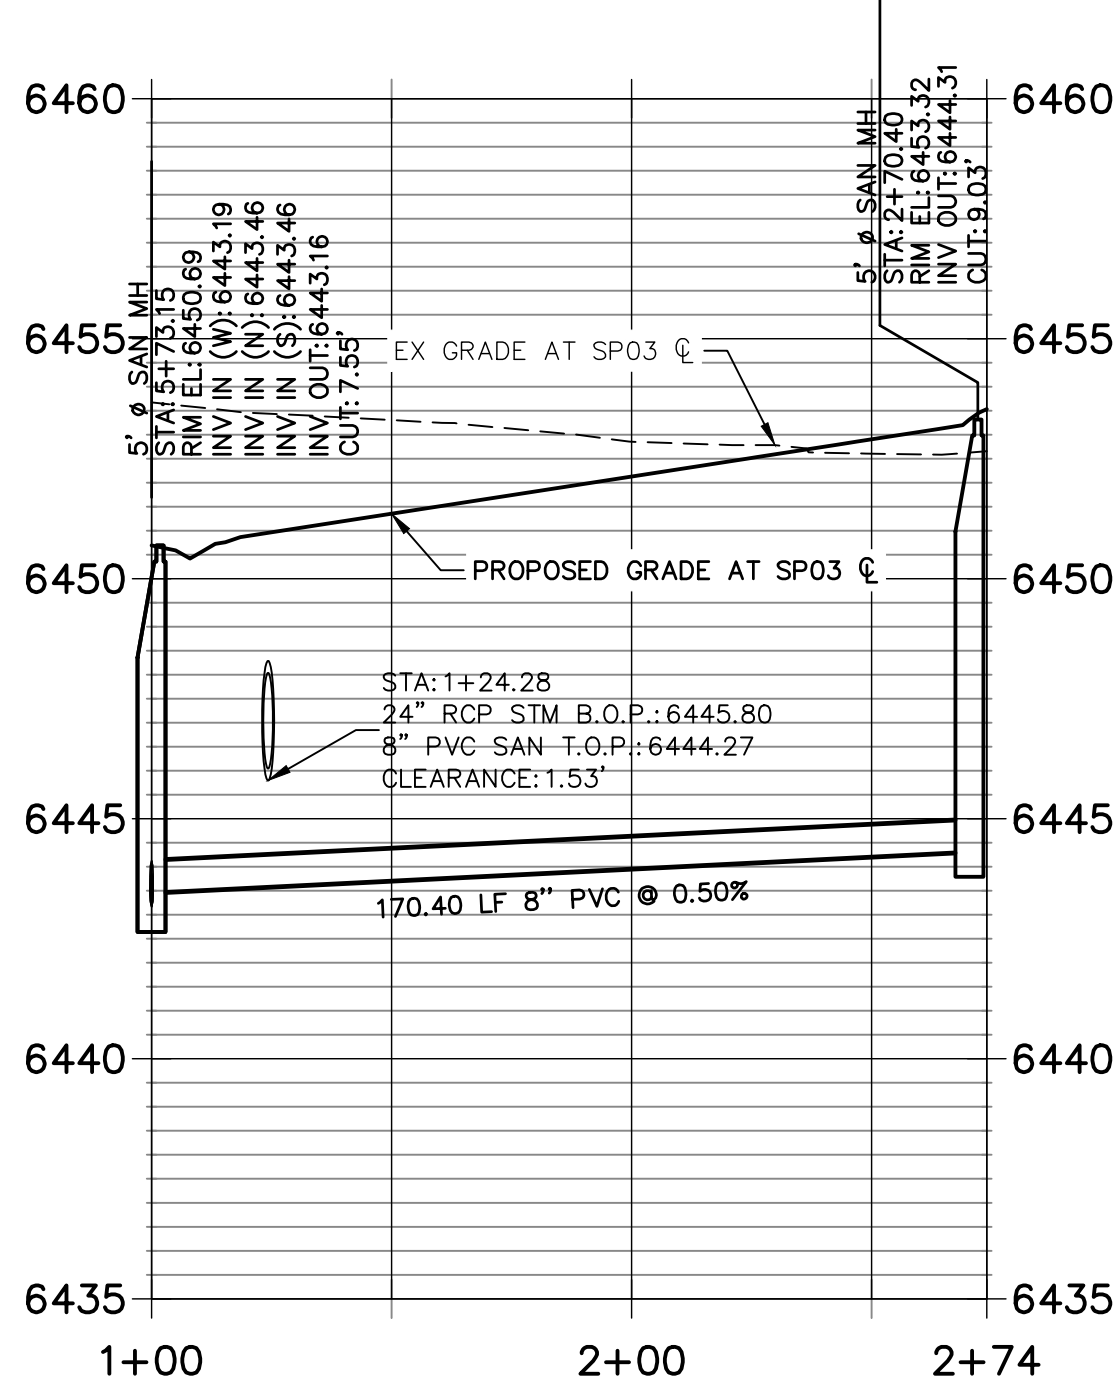 6460
6460
5' ø SAN MH
STA: 2+70.40
RIM EL: 6453.32
INV OUT: 6444.31
CUT: 9.03'
5' ø SAN MH
STA: 5+73.15
RIM EL: 6450.69
INV IN (W): 6443.19
INV IN (N): 6443.46
INV IN (S): 6443.46
INV OUT: 6443.16
CUT: 7.55'
6455
6455
EX GRADE AT SP03 ℄
PROPOSED GRADE AT SP03 ℄
6450
6450
STA: 1+24.28
24" RCP STM B.O.P.: 6445.80
8" PVC SAN T.O.P.: 6444.27
CLEARANCE: 1.53'
6445
6445
170.40 LF 8" PVC @ 0.50%
6440
6440
6435
6435
1+00
2+00
2+74